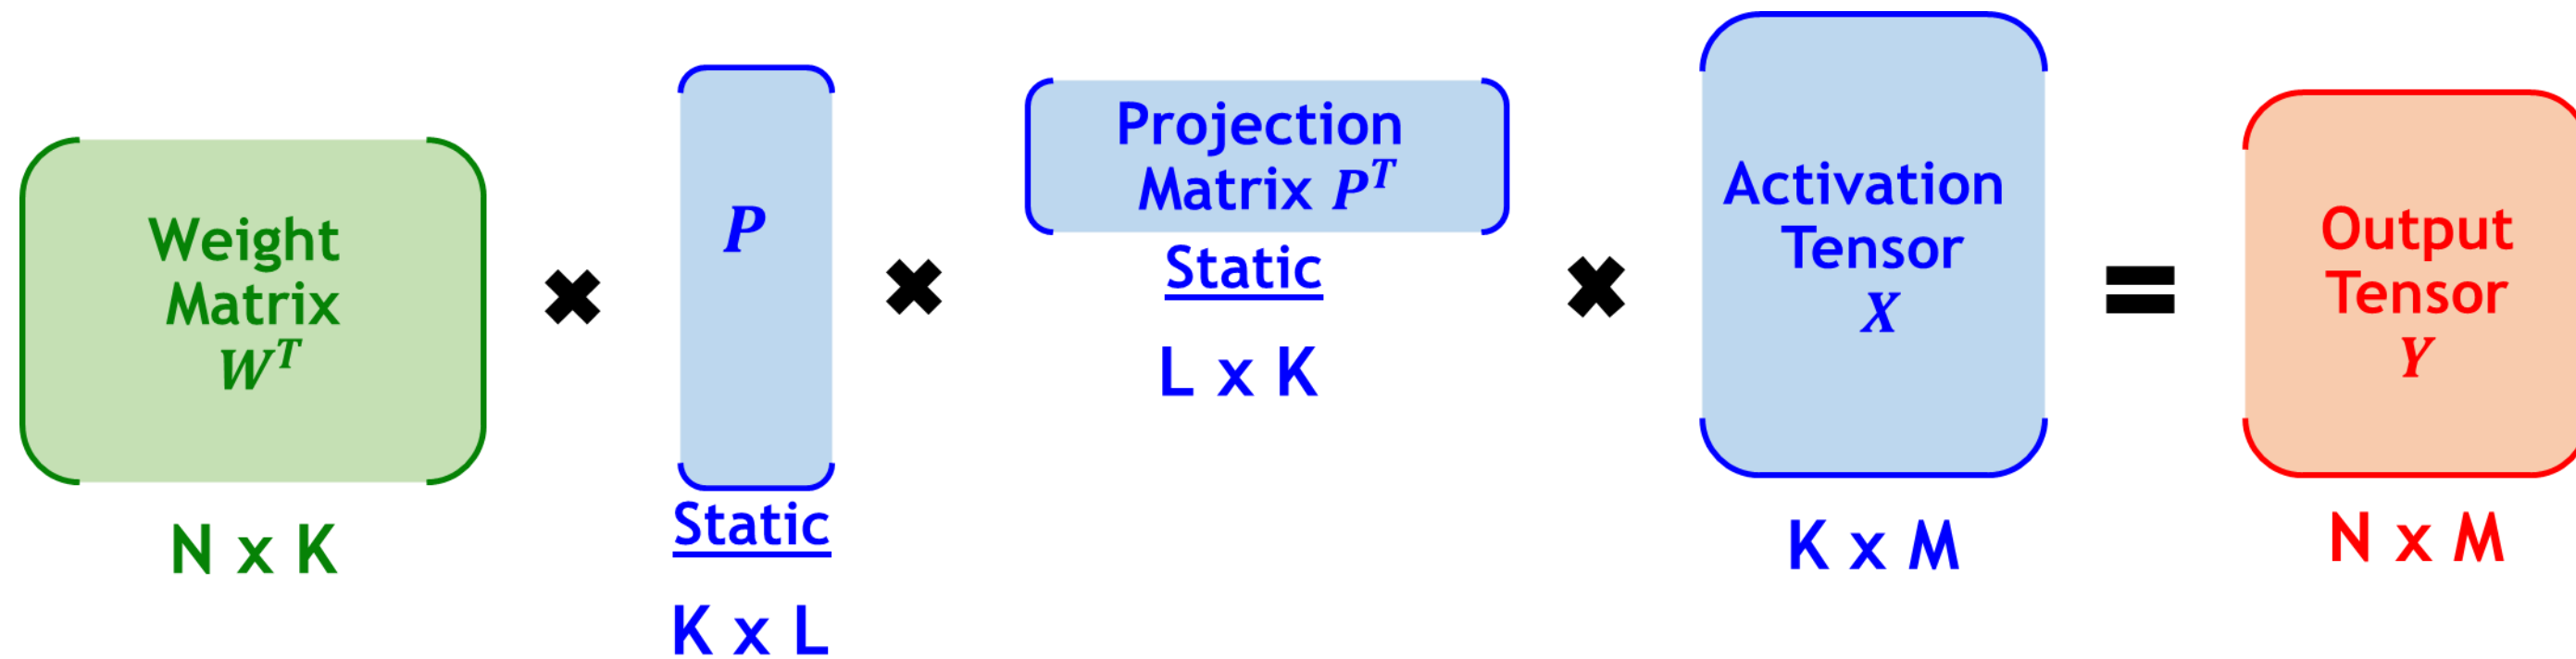 Weight
Matrix
W^T
N x K
✖
P
Static
K x L
✖
Projection
Matrix P^T
Static
L x K
✖
Activation
Tensor
X
K x M
=
Output
Tensor
Y
N x M